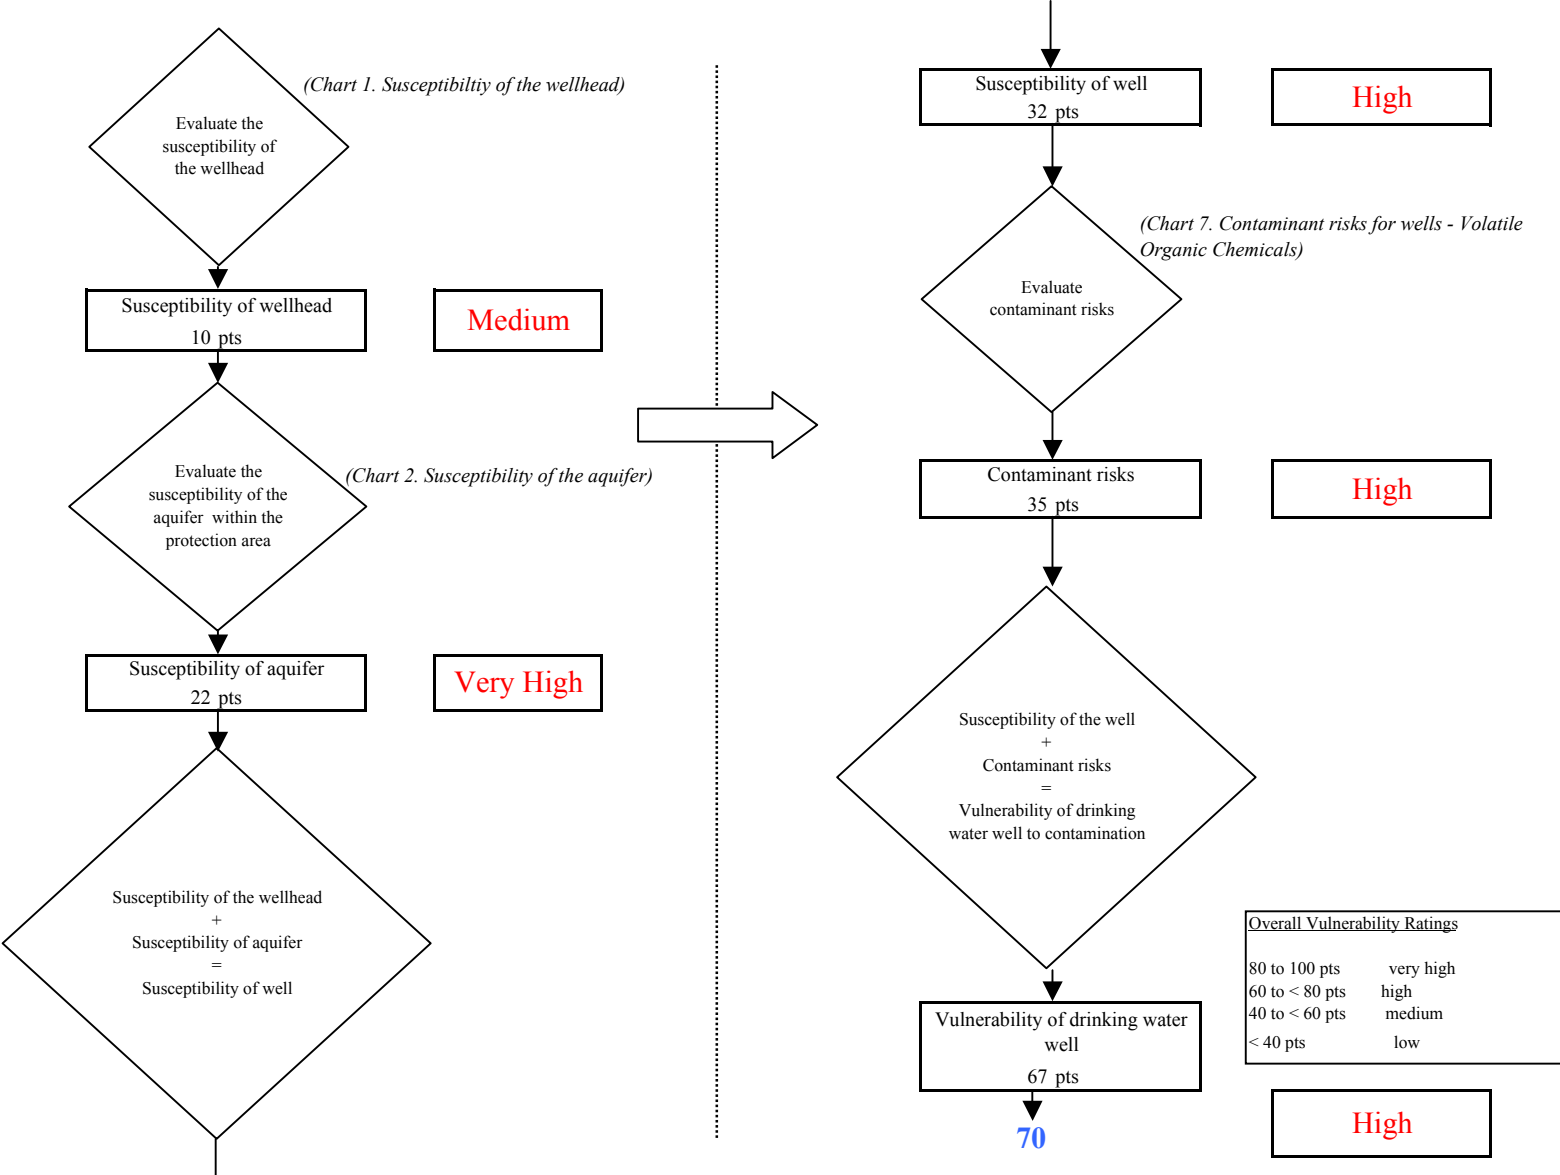 (Chart 1. Susceptibiltiy of the wellhead)
Evaluate the
susceptibility of
the wellhead
Susceptibility of wellhead
10 pts
Medium
Evaluate the
susceptibility of the
aquifer within the
protection area
(Chart 2. Susceptibility of the aquifer)
Susceptibility of aquifer
22 pts
Very High
Susceptibility of the wellhead
+
Susceptibility of aquifer
=
Susceptibility of well
Susceptibility of well
32 pts
High
(Chart 7. Contaminant risks for wells - Volatile
Organic Chemicals)
Evaluate
contaminant risks
Contaminant risks
35 pts
High
Susceptibility of the well
+
Contaminant risks
=
Vulnerability of drinking
water well to contamination
Overall Vulnerability Ratings
80 to 100 pts very high
60 to < 80 pts high
40 to < 60 pts medium
< 40 pts low
Vulnerability of drinking water
well
67 pts
70
High